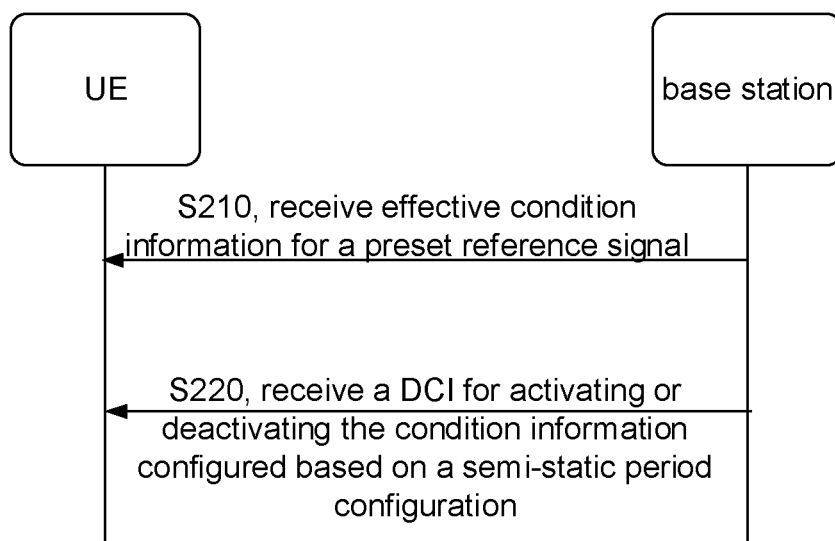 UE
base station
S210, receive effective condition
information for a preset reference signal
S220, receive a DCI for activating or
deactivating the condition information
configured based on a semi-static period
configuration